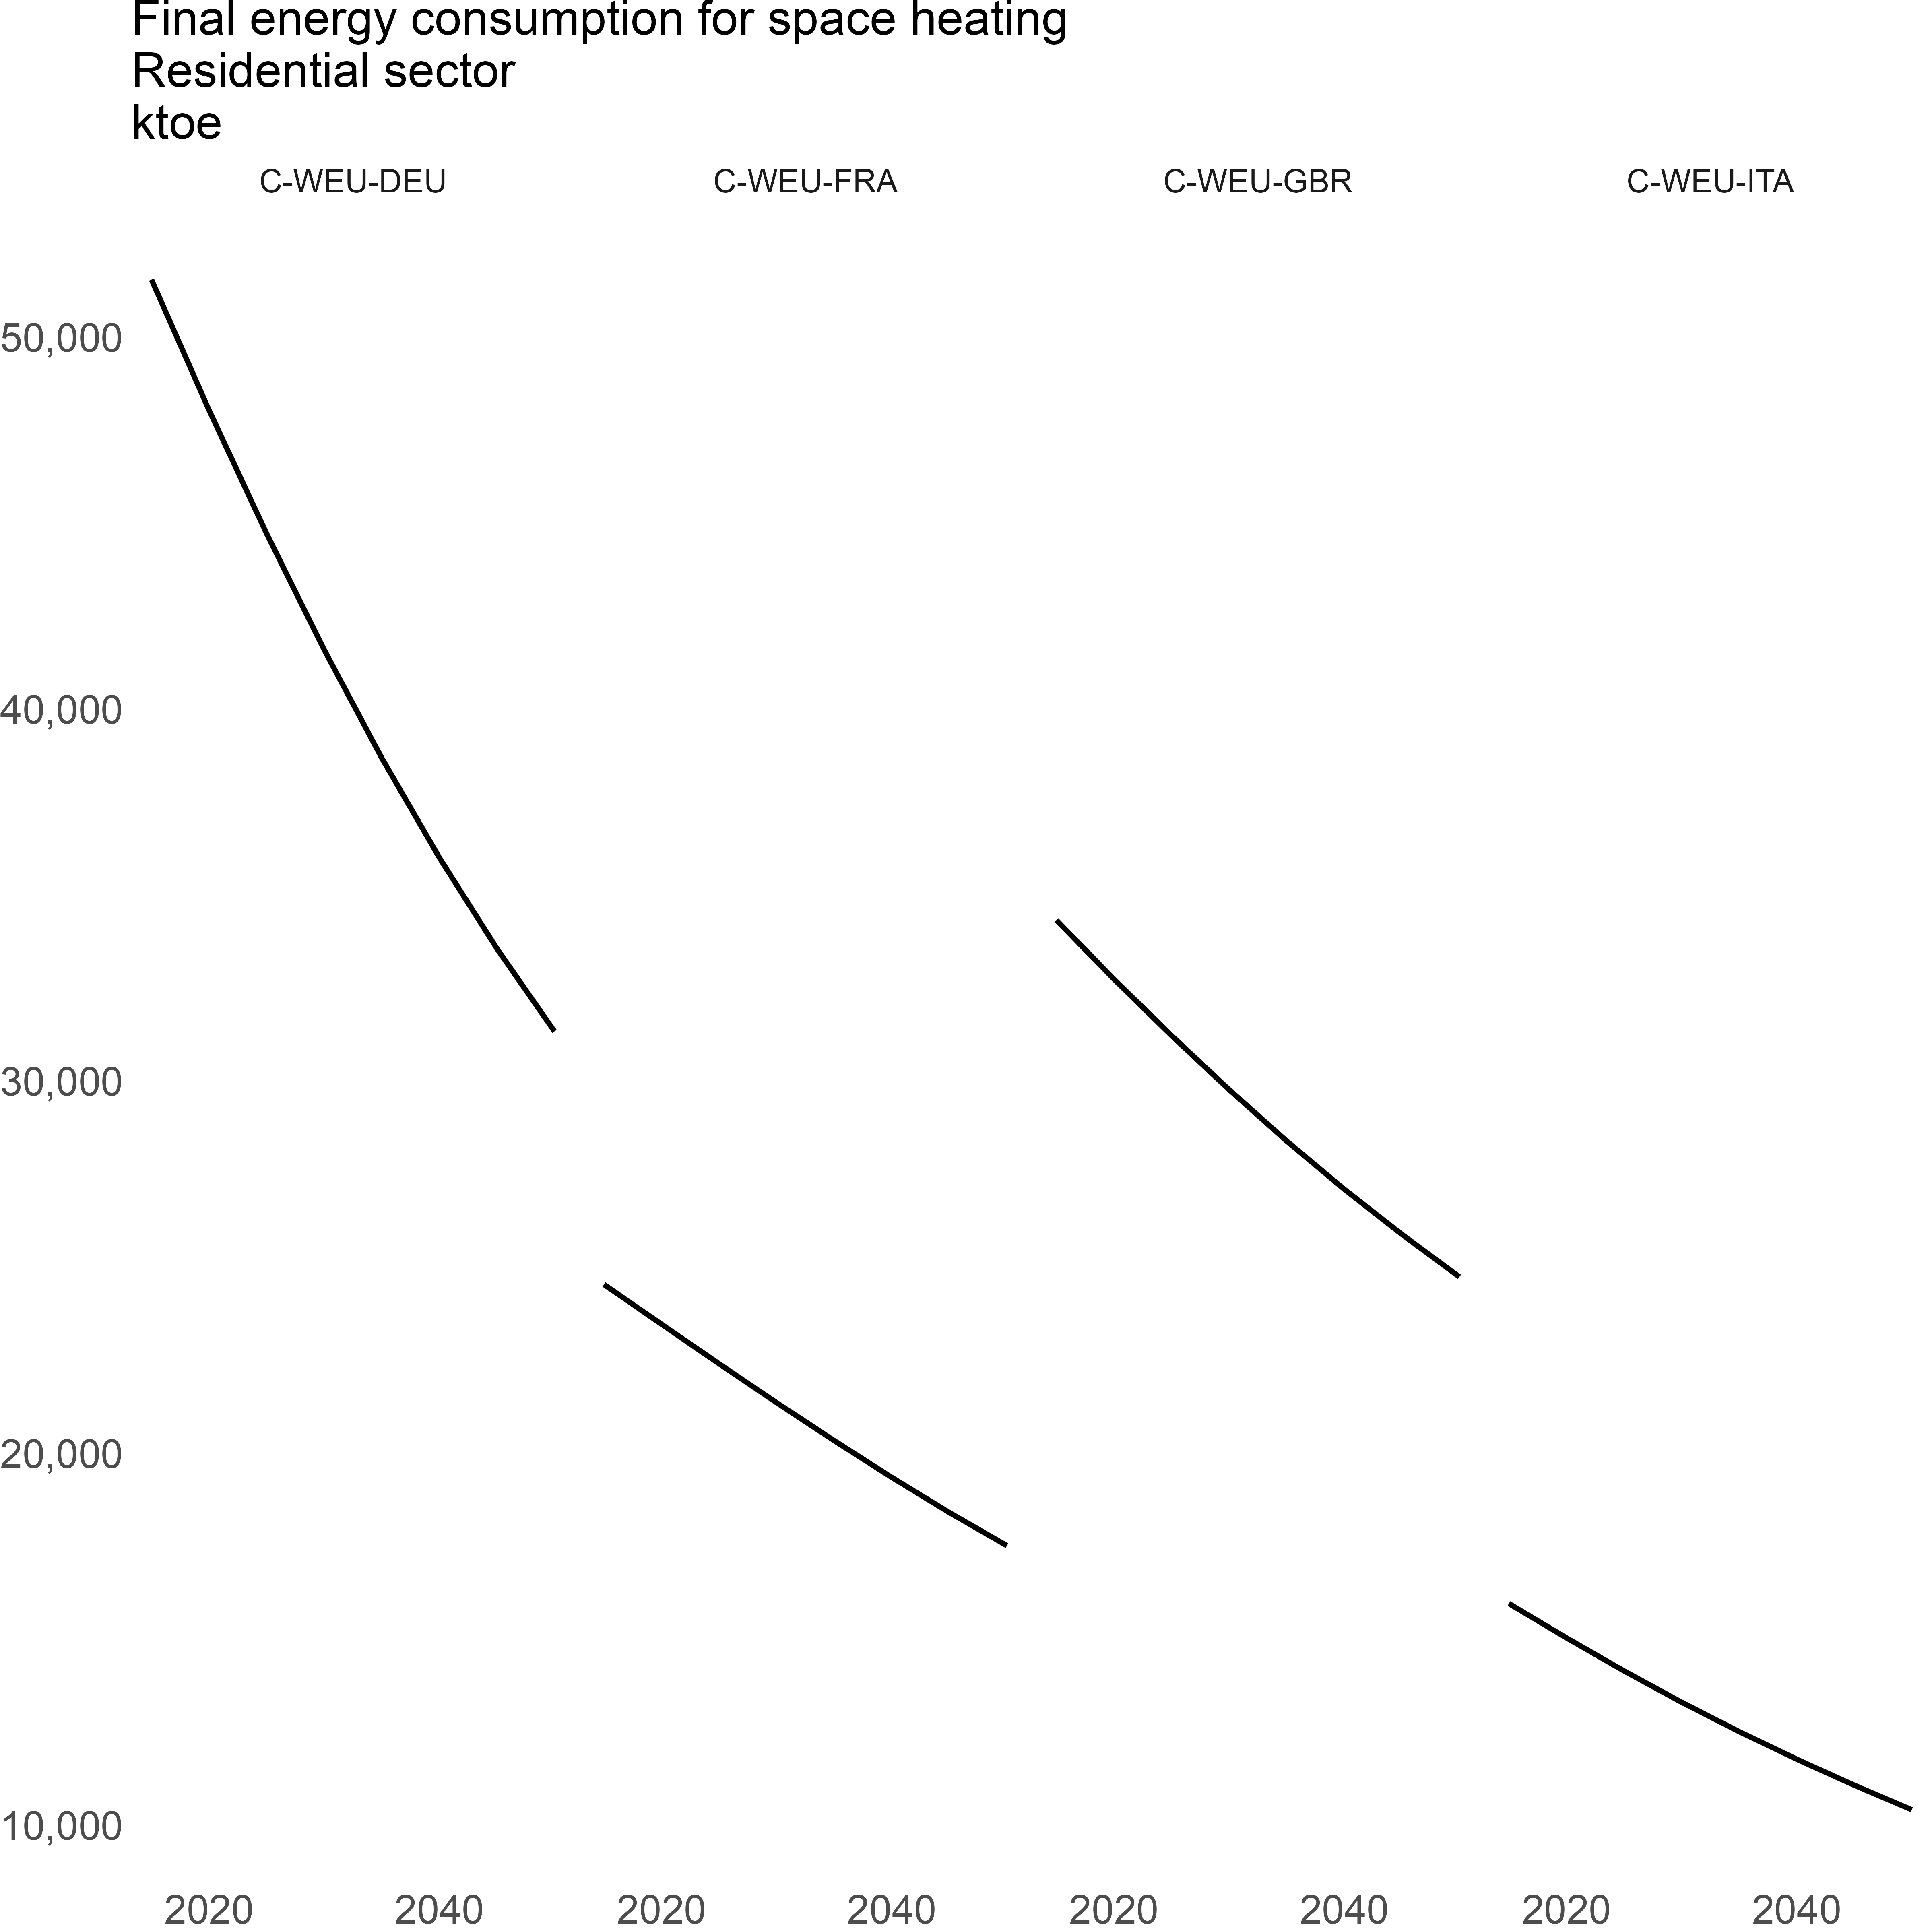 Final energy consumption for space heating
Residential sector
ktoe
C-WEU-DEU C-WEU-FRA C-WEU-GBR C-WEU-ITA
50,000
40,000
30,000
20,000
10,000
2020 2040 2020 2040 2020 2040 2020 2040